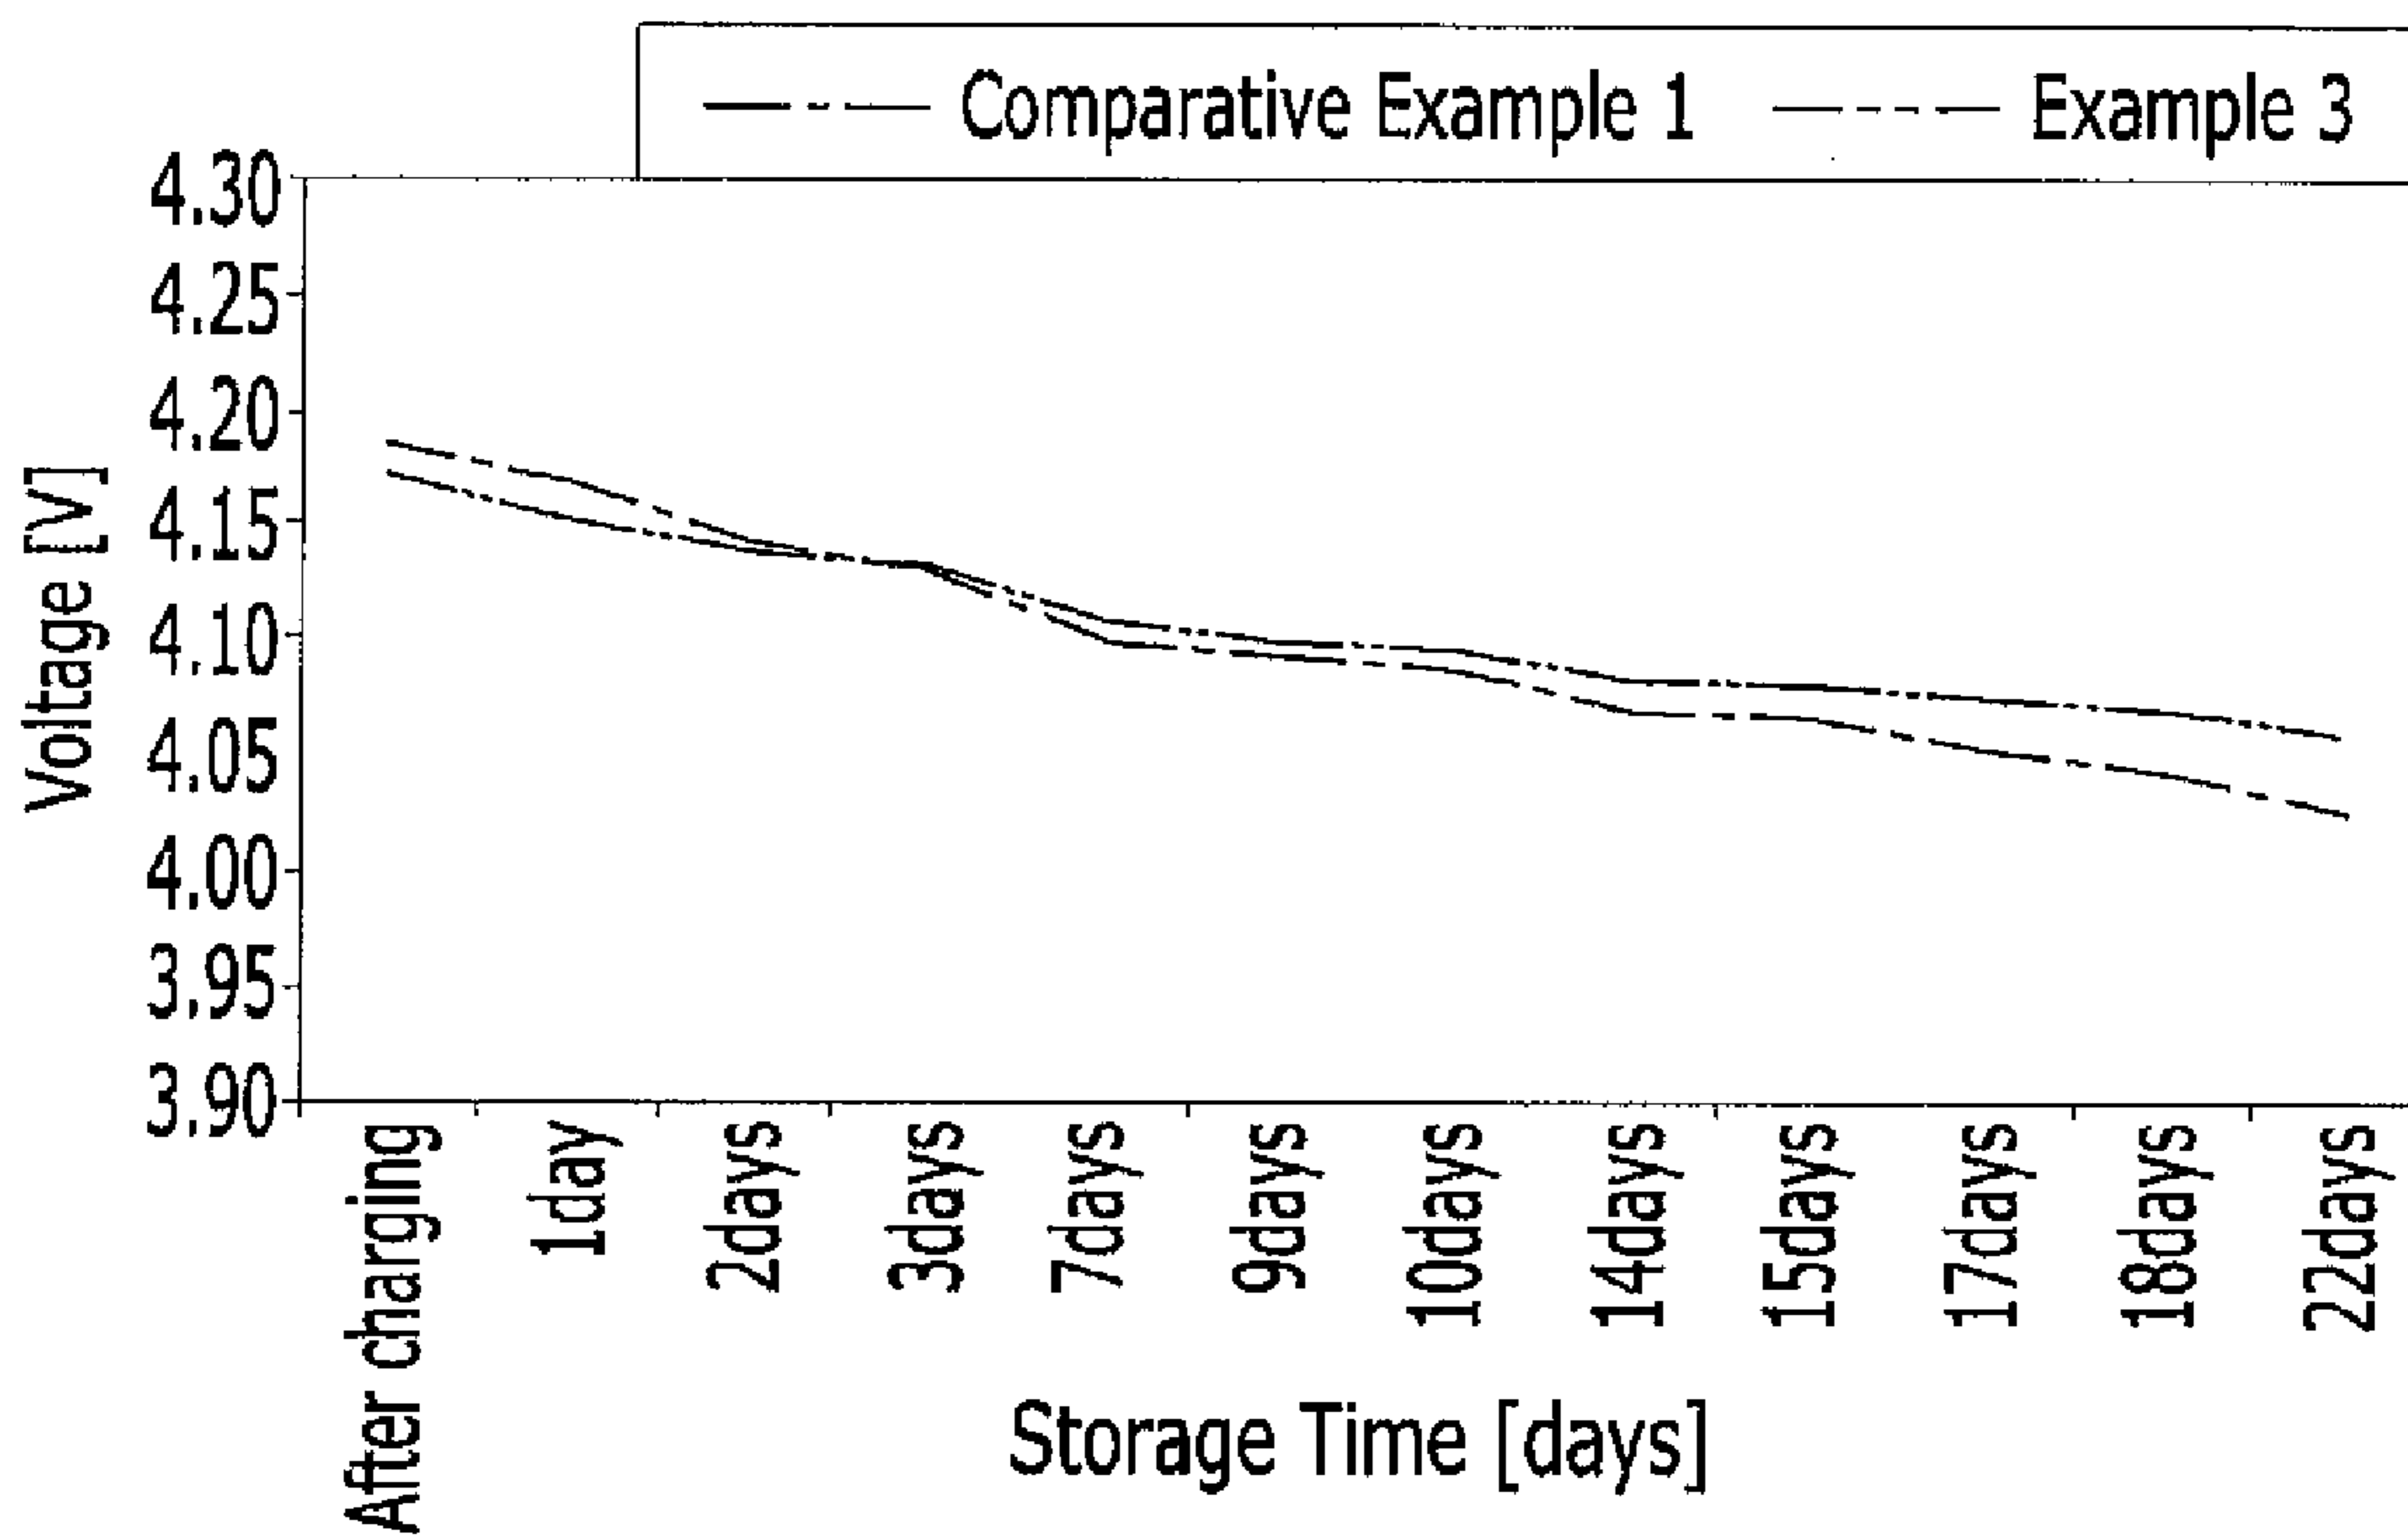 Comparative Example 1 Example 3
4.30
4.25
4.20
4.15
4.10
4.05
4.00
3.95
3.90
Voltage [V]
After charging
1day
2days
3days
7days
9days
10days
14days
15days
17days
18days
22days
Storage Time [days]